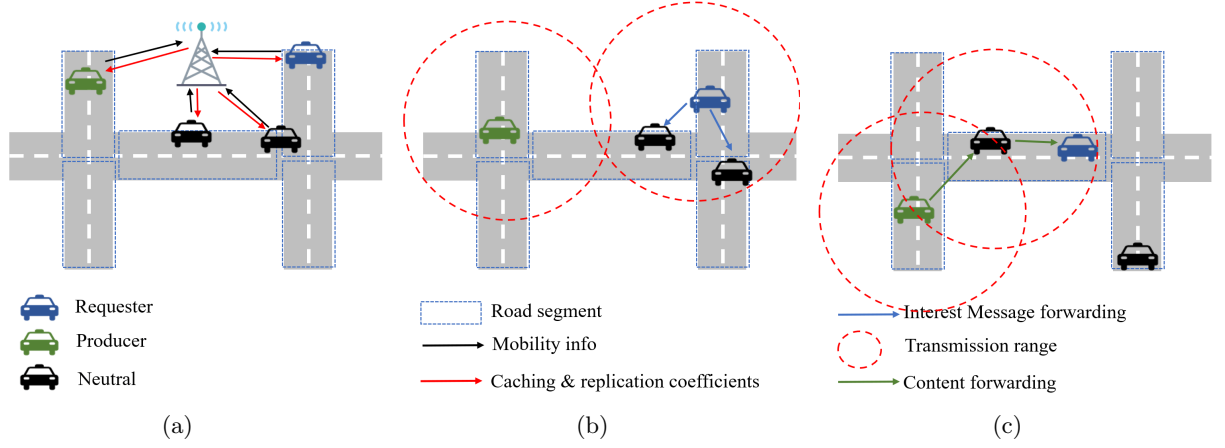 Requester
Producer
Neutral
Road segment
Mobility info
Caching & replication coefficients
Interest Message forwarding
Transmission range
Content forwarding
(a)
(b)
(c)